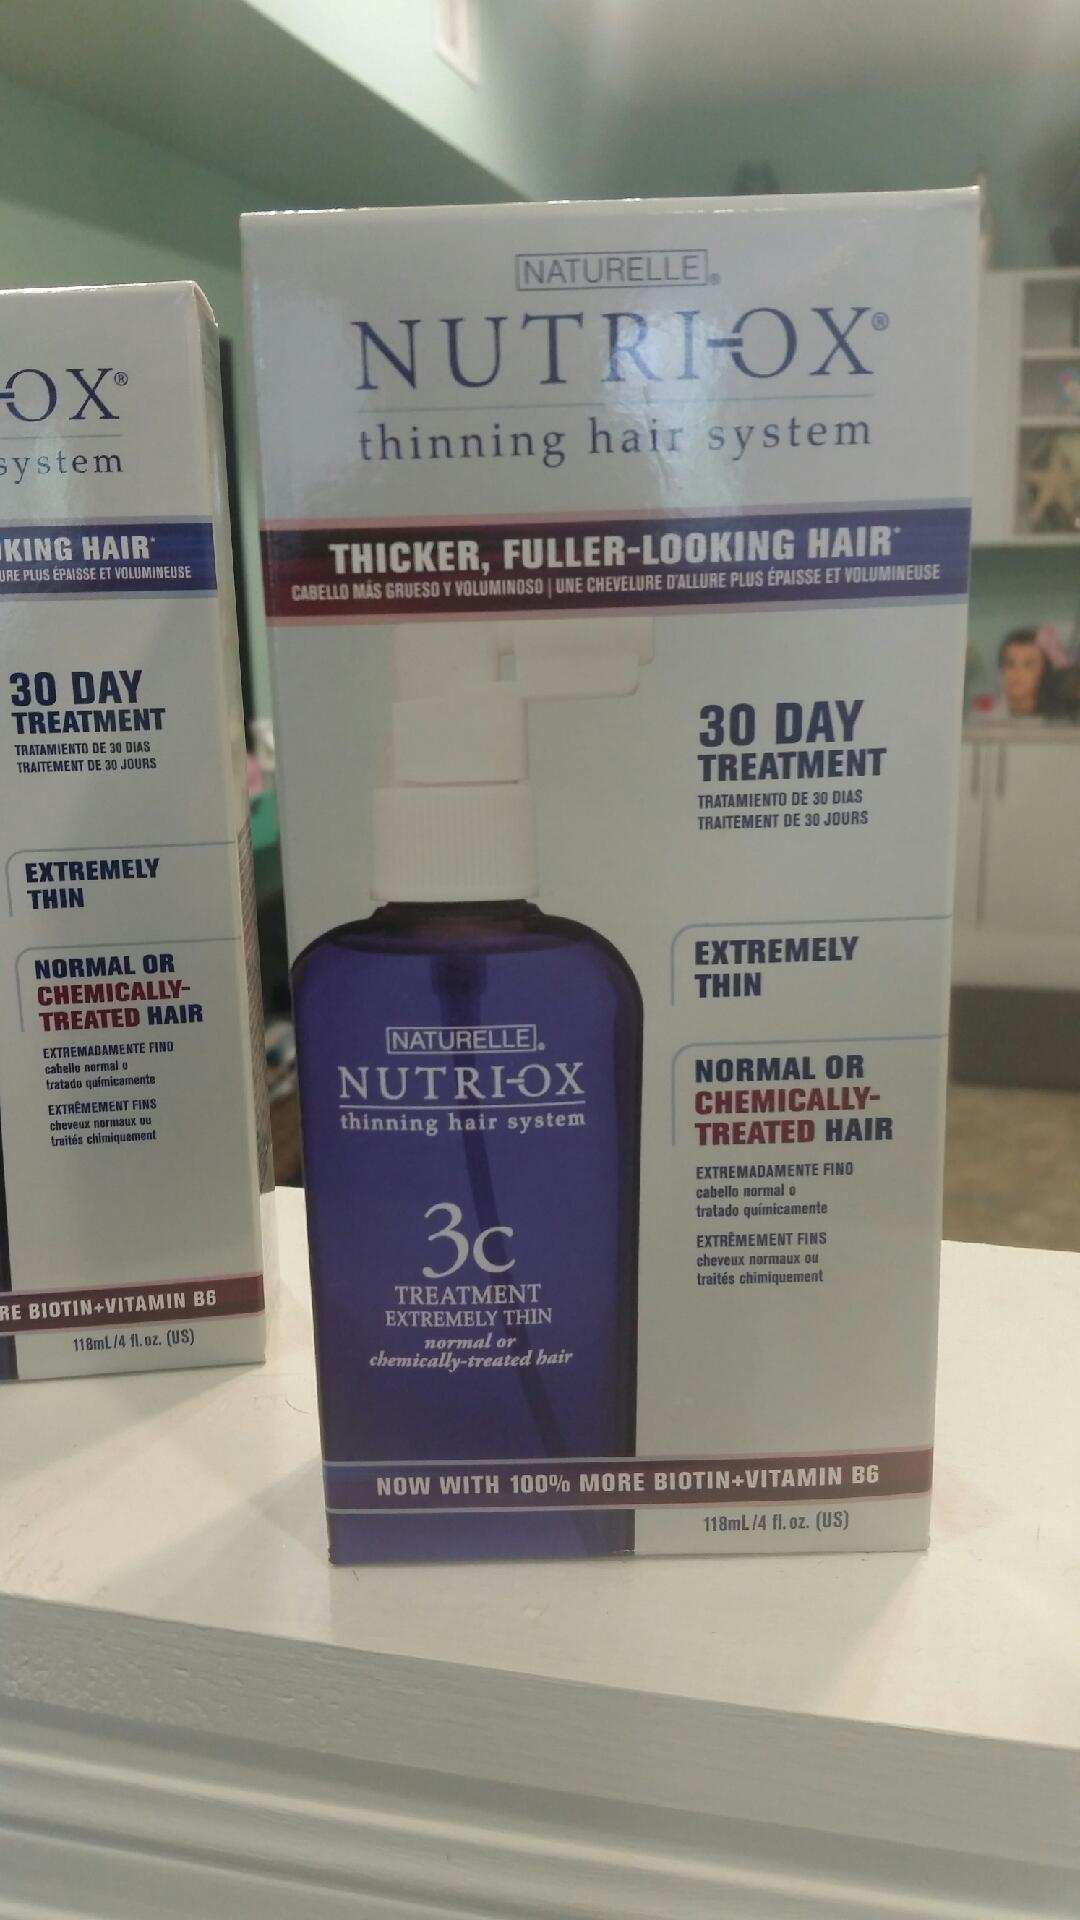 -OX®
system
KING HAIR*
URE PLUS ÉPAISSE ET VOLUMINEUSE
30 DAY
TREATMENT
TRATAMIENTO DE 30 DIAS
TRAITEMENT DE 30 JOURS
EXTREMELY
THIN
NORMAL OR
CHEMICALLY-
TREATED HAIR
EXTREMADAMENTE FINO
cabello normal o
tratado químicamente
EXTRÊMEMENT FINS
cheveux normaux ou
traités chimiquement
RE BIOTIN+VITAMIN B6
118mL/4 fl. oz. (US)
NATURELLE®
NUTRI-OX®
thinning hair system
THICKER, FULLER-LOOKING HAIR*
CABELLO MÁS GRUESO Y VOLUMINOSO | UNE CHEVELURE D'ALLURE PLUS ÉPAISSE ET VOLUMINEUSE
30 DAY
TREATMENT
TRATAMIENTO DE 30 DIAS
TRAITEMENT DE 30 JOURS
EXTREMELY
THIN
NORMAL OR
CHEMICALLY-
TREATED HAIR
EXTREMADAMENTE FINO
cabello normal o
tratado químicamente
EXTRÊMEMENT FINS
cheveux normaux ou
traités chimiquement
NATURELLE®
NUTRI-OX
thinning hair system
3c
TREATMENT
EXTREMELY THIN
normal or
chemically-treated hair
NOW WITH 100% MORE BIOTIN+VITAMIN B6
118mL/4 fl. oz. (US)